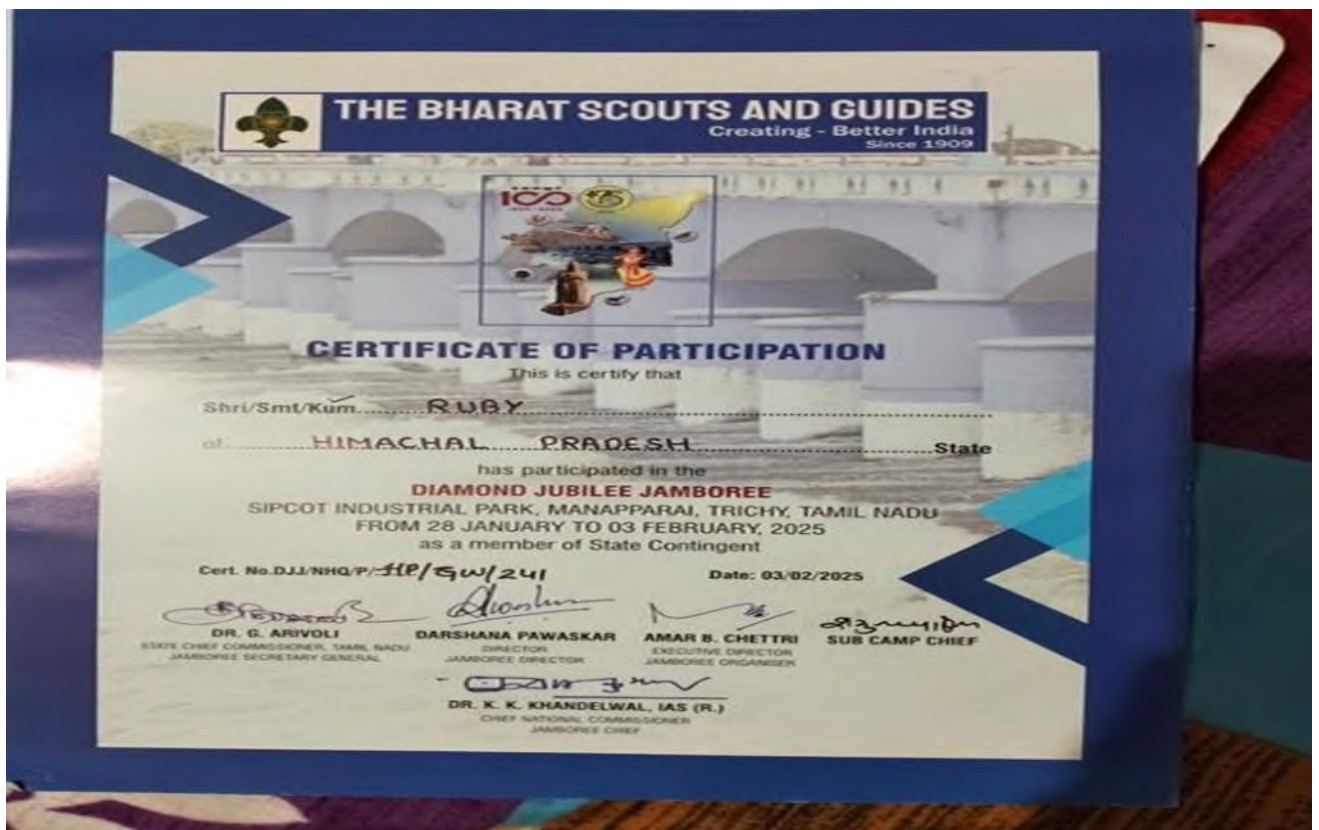 THE BHARAT SCOUTS AND GUIDES
Creating - Better India
Since 1909
100
CERTIFICATE OF PARTICIPATION
This is certify that
Shri/Smt/Kum.......RUBY
of HIMACHAL PRADESH State
has participated in the
DIAMOND JUBILEE JAMBOREE
SIPCOT INDUSTRIAL PARK, MANAPPARAI, TRICHY, TAMIL NADU
FROM 28 JANUARY TO 03 FEBRUARY, 2025
as a member of State Contingent
Cert. No.DJJ/NHQ/P/HP/GW/241 Date: 03/02/2025
DR. G. ARIVOLI DARSHANA PAWASKAR AMAR B. CHETTRI SUB CAMP CHIEF
STATE CHIEF COMMISSIONER, TAMIL NADU DIRECTOR EXECUTIVE DIRECTOR
JAMBOREE SECRETARY GENERAL JAMBOREE DIRECTOR JAMBOREE ORGANISER
DR. K. K. KHANDELWAL, IAS (R.)
CHIEF NATIONAL COMMISSIONER
JAMBOREE CHIEF